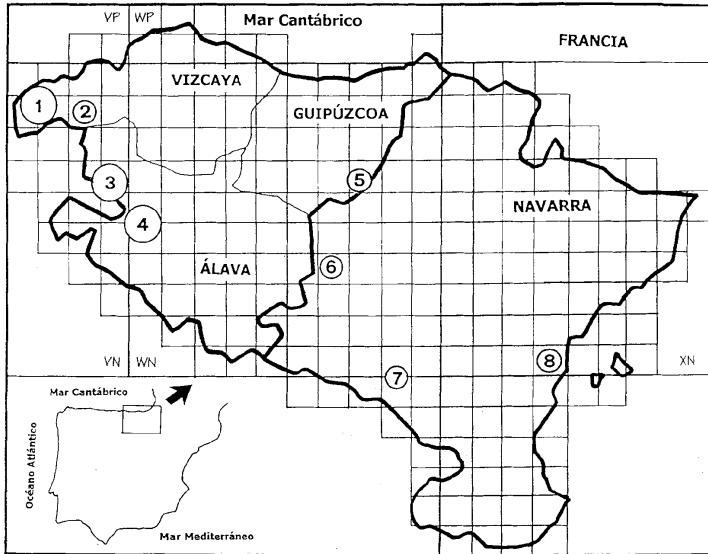 VP WP
Mar Cantábrico
FRANCIA
VIZCAYA
1
2
GUIPÚZCOA
3
5
4
NAVARRA
ÁLAVA
6
VN WN
7
8
XN
Mar Cantábrico
Océano Atlántico
Mar Mediterráneo